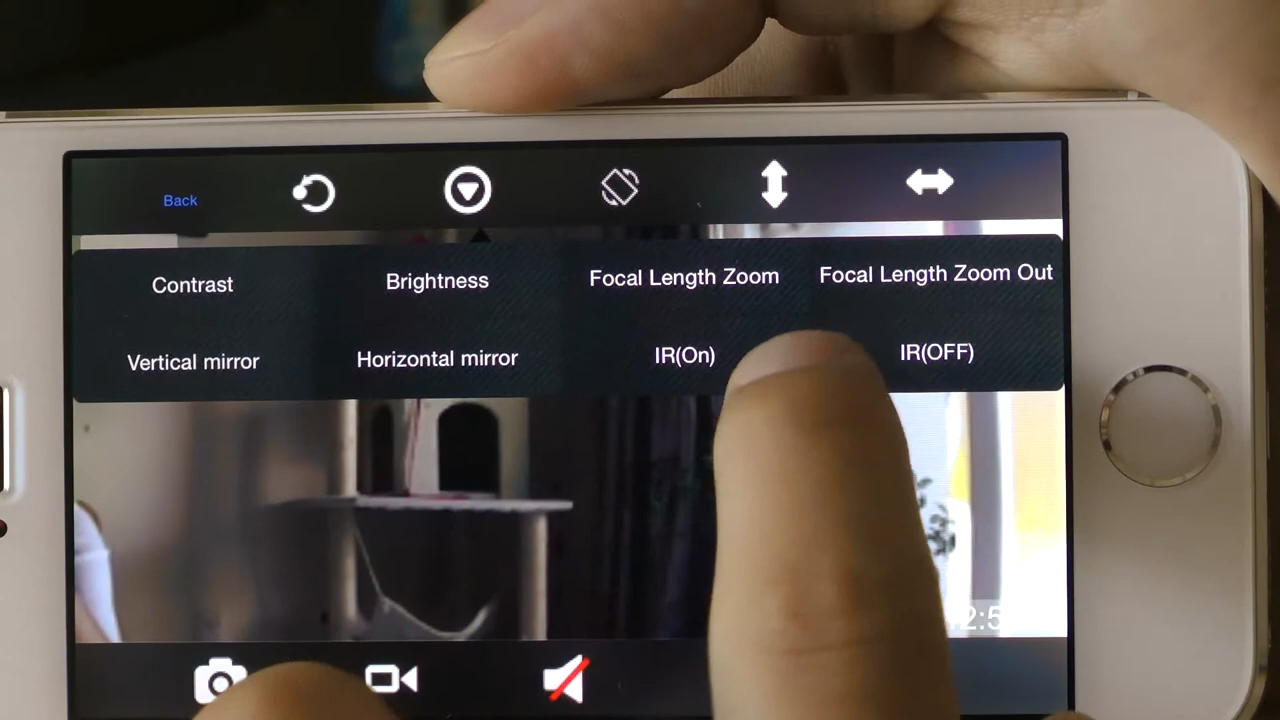 Back
Contrast Brightness Focal Length Zoom Focal Length Zoom Out
Vertical mirror Horizontal mirror IR(On) IR(OFF)